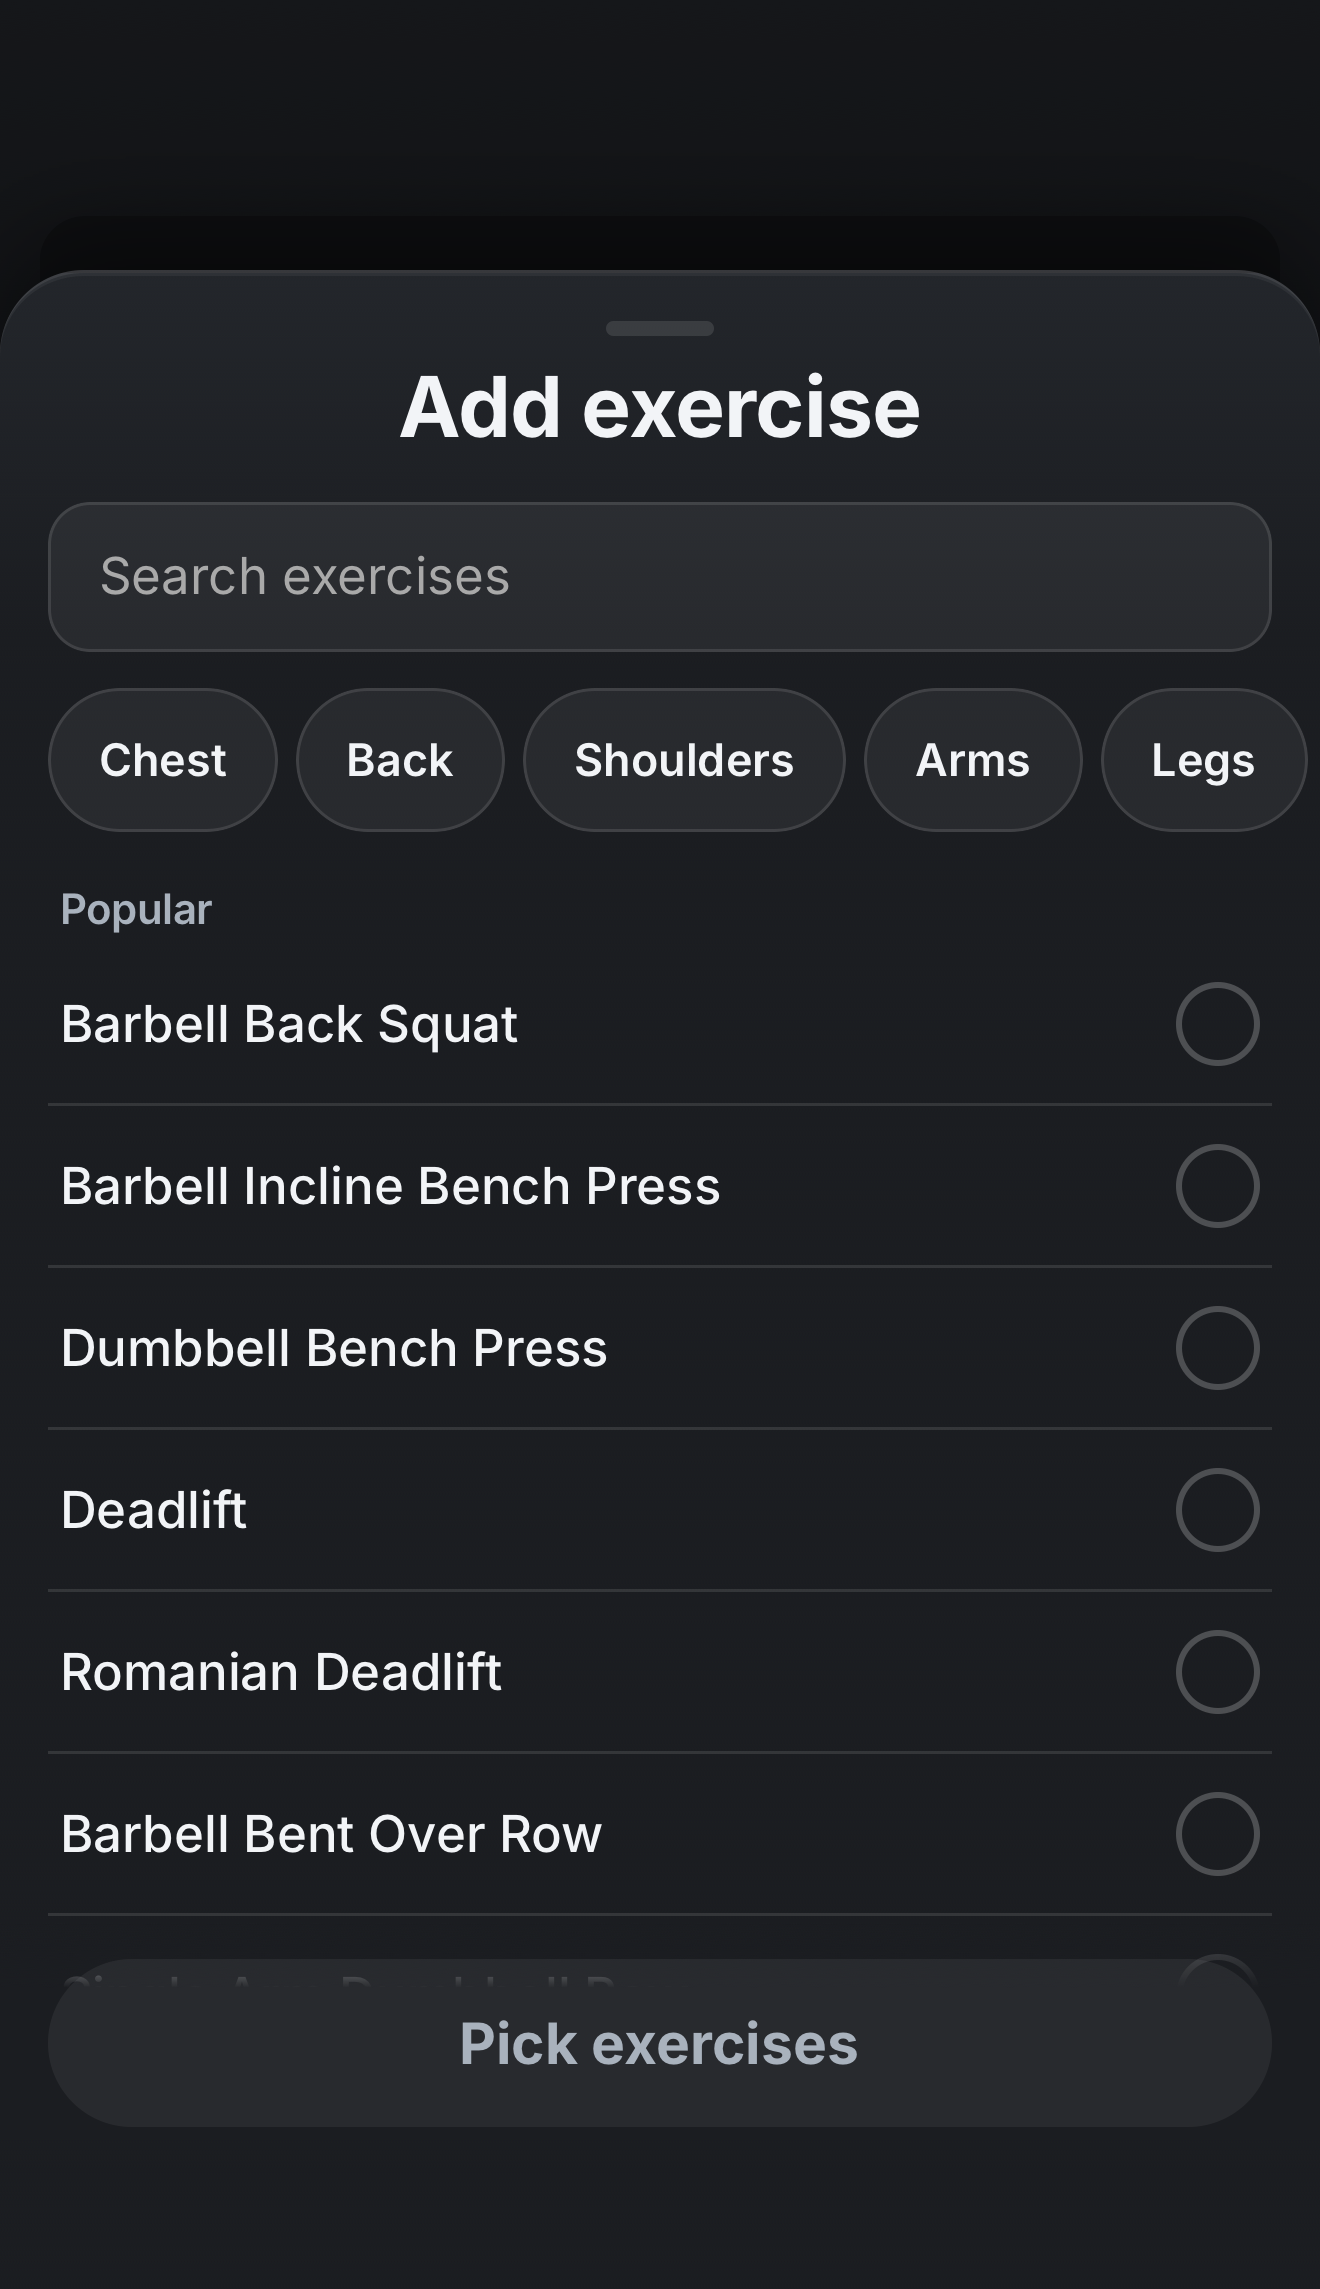 Add exercise
Search exercises
Chest Back Shoulders Arms Legs
Popular
Barbell Back Squat
Barbell Incline Bench Press
Dumbbell Bench Press
Deadlift
Romanian Deadlift
Barbell Bent Over Row
Pick exercises